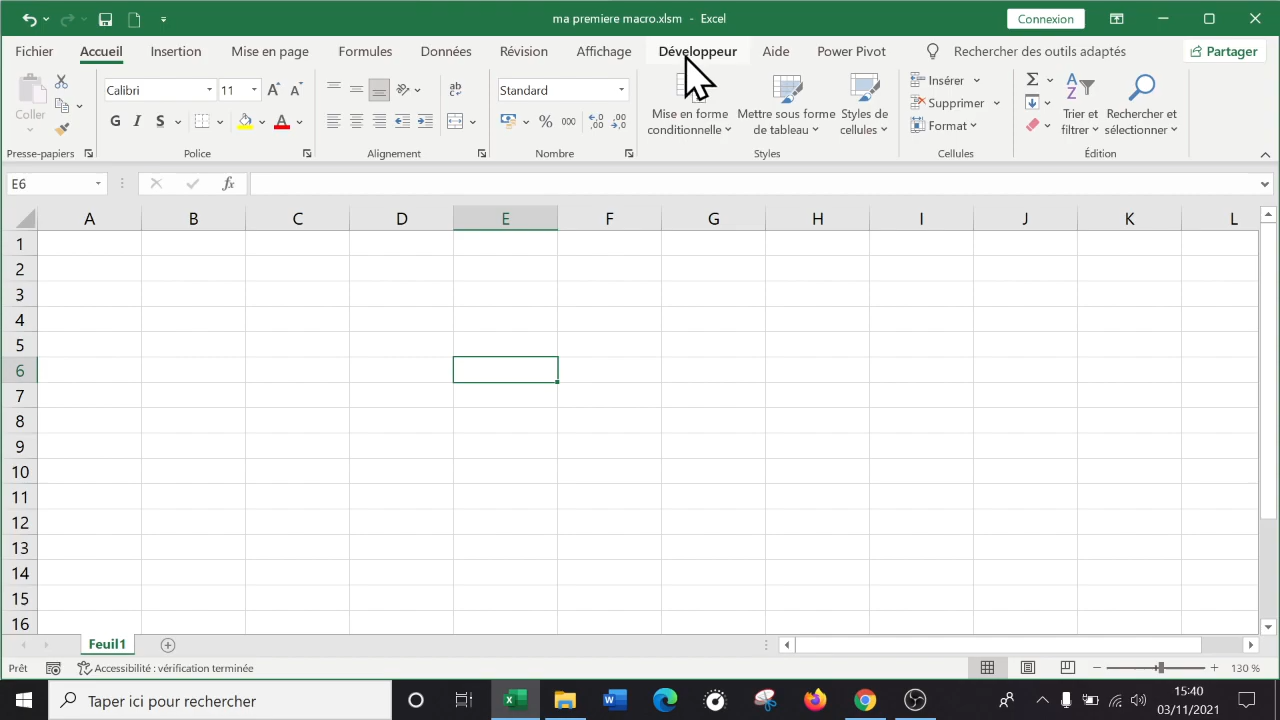 ma premiere macro.xlsm - Excel
Connexion
Fichier Accueil Insertion Mise en page Formules Données Révision Affichage Développeur Aide Power Pivot Rechercher des outils adaptés Partager
Coller
Presse-papiers
Calibri 11
G I S
Police
Alignement
Standard
% 000
Nombre
Mise en forme conditionnelle
Mettre sous forme de tableau
Styles de cellules
Styles
Insérer
Supprimer
Format
Cellules
Trier et filtrer
Rechercher et sélectionner
Édition
E6
fx
A B C D E F G H I J K L
1
2
3
4
5
6
7
8
9
10
11
12
13
14
15
16
Feuil1
Prêt
Accessibilité : vérification terminée
130 %
Taper ici pour rechercher
15:40
03/11/2021